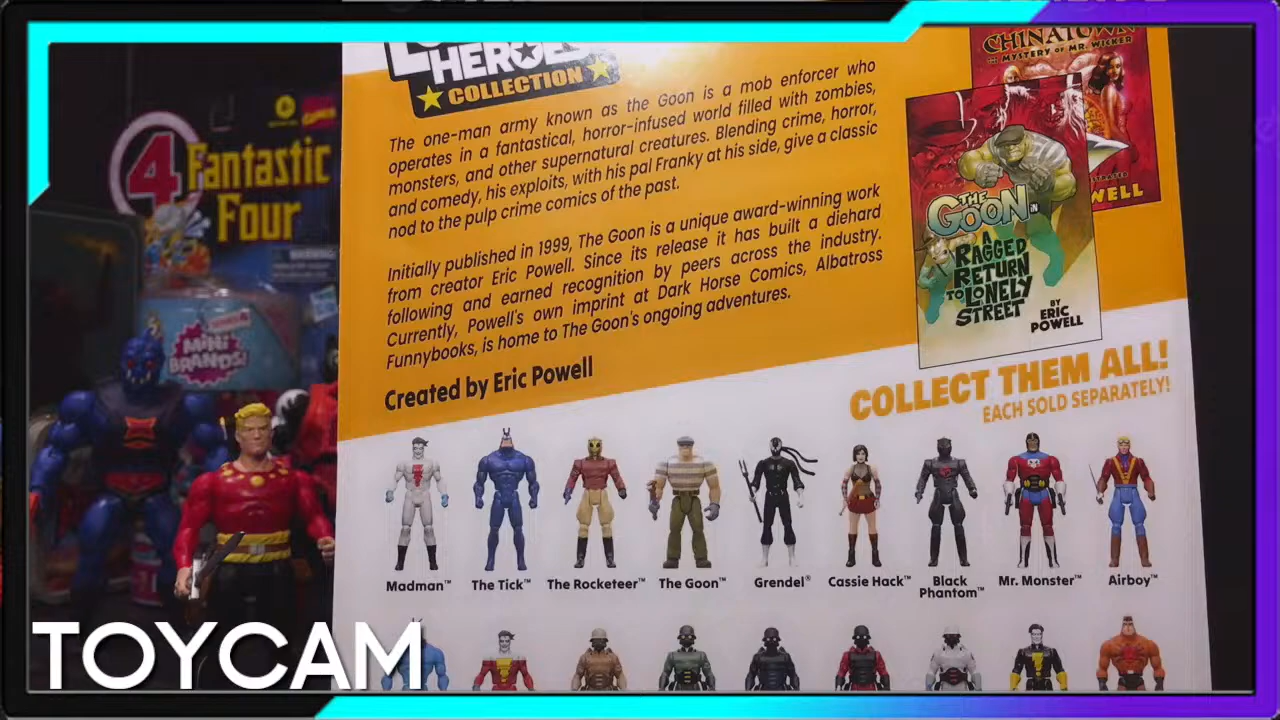 HEROES
COLLECTION
The one-man army known as the Goon is a mob enforcer who
operates in a fantastical, horror-infused world filled with zombies,
monsters, and other supernatural creatures. Blending crime, horror,
and comedy, his exploits, with his pal Franky at his side, give a classic
nod to the pulp crime comics of the past.
Initially published in 1999, The Goon is a unique award-winning work
from creator Eric Powell. Since its release it has built a diehard
following and earned recognition by peers across the industry.
Currently, Powell's own imprint at Dark Horse Comics, Albatross
Funnybooks, is home to The Goon's ongoing adventures.
Created by Eric Powell
CHINATOWN
THE MYSTERY OF MR. WICKER
WELL
THE
GOON IN
A
RAGGED
RETURN
TO LONELY
STREET
BY
ERIC
POWELL
COLLECT THEM ALL!
EACH SOLD SEPARATELY!
Madman™
The Tick™
The Rocketeer™
The Goon™
Grendel®
Cassie Hack™
Black
Phantom™
Mr. Monster™
Airboy™
4
Fantastic
Four
WARNING
Mini
BRANDS!
TOYCAM